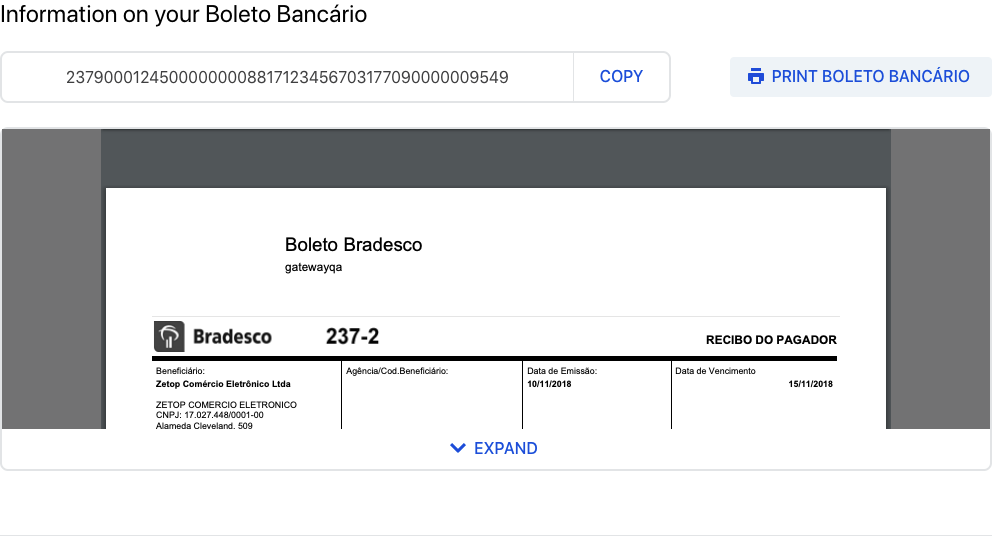 Information on your Boleto Bancário
23790001245000000008817123456703177090000009549
COPY
PRINT BOLETO BANCÁRIO
Boleto Bradesco
gatewayqa
Bradesco
237-2
RECIBO DO PAGADOR
Beneficiário:
Zetop Comércio Eletrônico Ltda
ZETOP COMERCIO ELETRONICO
CNPJ: 17.027.448/0001-00
Alameda Cleveland, 509
Agência/Cod.Beneficiário:
Data de Emissão:
10/11/2018
Data de Vencimento
15/11/2018
EXPAND